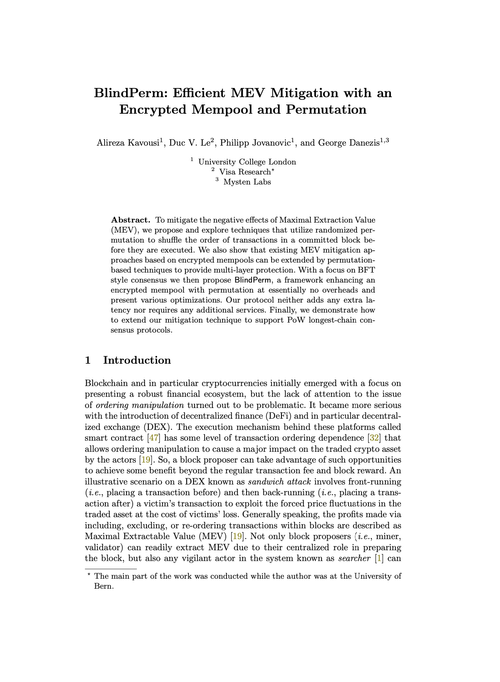 BlindPerm: Efficient MEV Mitigation with an
Encrypted Mempool and Permutation
Alireza Kavousi1, Duc V. Le2, Philipp Jovanovic1, and George Danezis1,3
1 University College London
2 Visa Research⋆
3 Mysten Labs
Abstract. To mitigate the negative effects of Maximal Extraction Value
(MEV), we propose and explore techniques that utilize randomized per-
mutation to shuffle the order of transactions in a committed block be-
fore they are executed. We also show that existing MEV mitigation ap-
proaches based on encrypted mempools can be extended by permutation-
based techniques to provide multi-layer protection. With a focus on BFT
style consensus we then propose BlindPerm, a framework enhancing an
encrypted mempool with permutation at essentially no overheads and
present various optimizations. Our protocol neither adds any extra la-
tency nor requires any additional services. Finally, we demonstrate how
to extend our mitigation technique to support PoW longest-chain con-
sensus protocols.
1 Introduction
Blockchain and in particular cryptocurrencies initially emerged with a focus on
presenting a robust financial ecosystem, but the lack of attention to the issue
of ordering manipulation turned out to be problematic. It became more serious
with the introduction of decentralized finance (DeFi) and in particular decentral-
ized exchange (DEX). The execution mechanism behind these platforms called
smart contract [47] has some level of transaction ordering dependence [32] that
allows ordering manipulation to cause a major impact on the traded crypto asset
by the actors [19]. So, a block proposer can take advantage of such opportunities
to achieve some benefit beyond the regular transaction fee and block reward. An
illustrative scenario on a DEX known as sandwich attack involves front-running
(i.e., placing a transaction before) and then back-running (i.e., placing a trans-
action after) a victim's transaction to exploit the forced price fluctuations in the
traded asset at the cost of victims' loss. Generally speaking, the profits made via
including, excluding, or re-ordering transactions within blocks are described as
Maximal Extractable Value (MEV) [19]. Not only block proposers (i.e., miner,
validator) can readily extract MEV due to their centralized role in preparing
the block, but also any vigilant actor in the system known as searcher [1] can
⋆ The main part of the work was conducted while the author was at the University of
Bern.